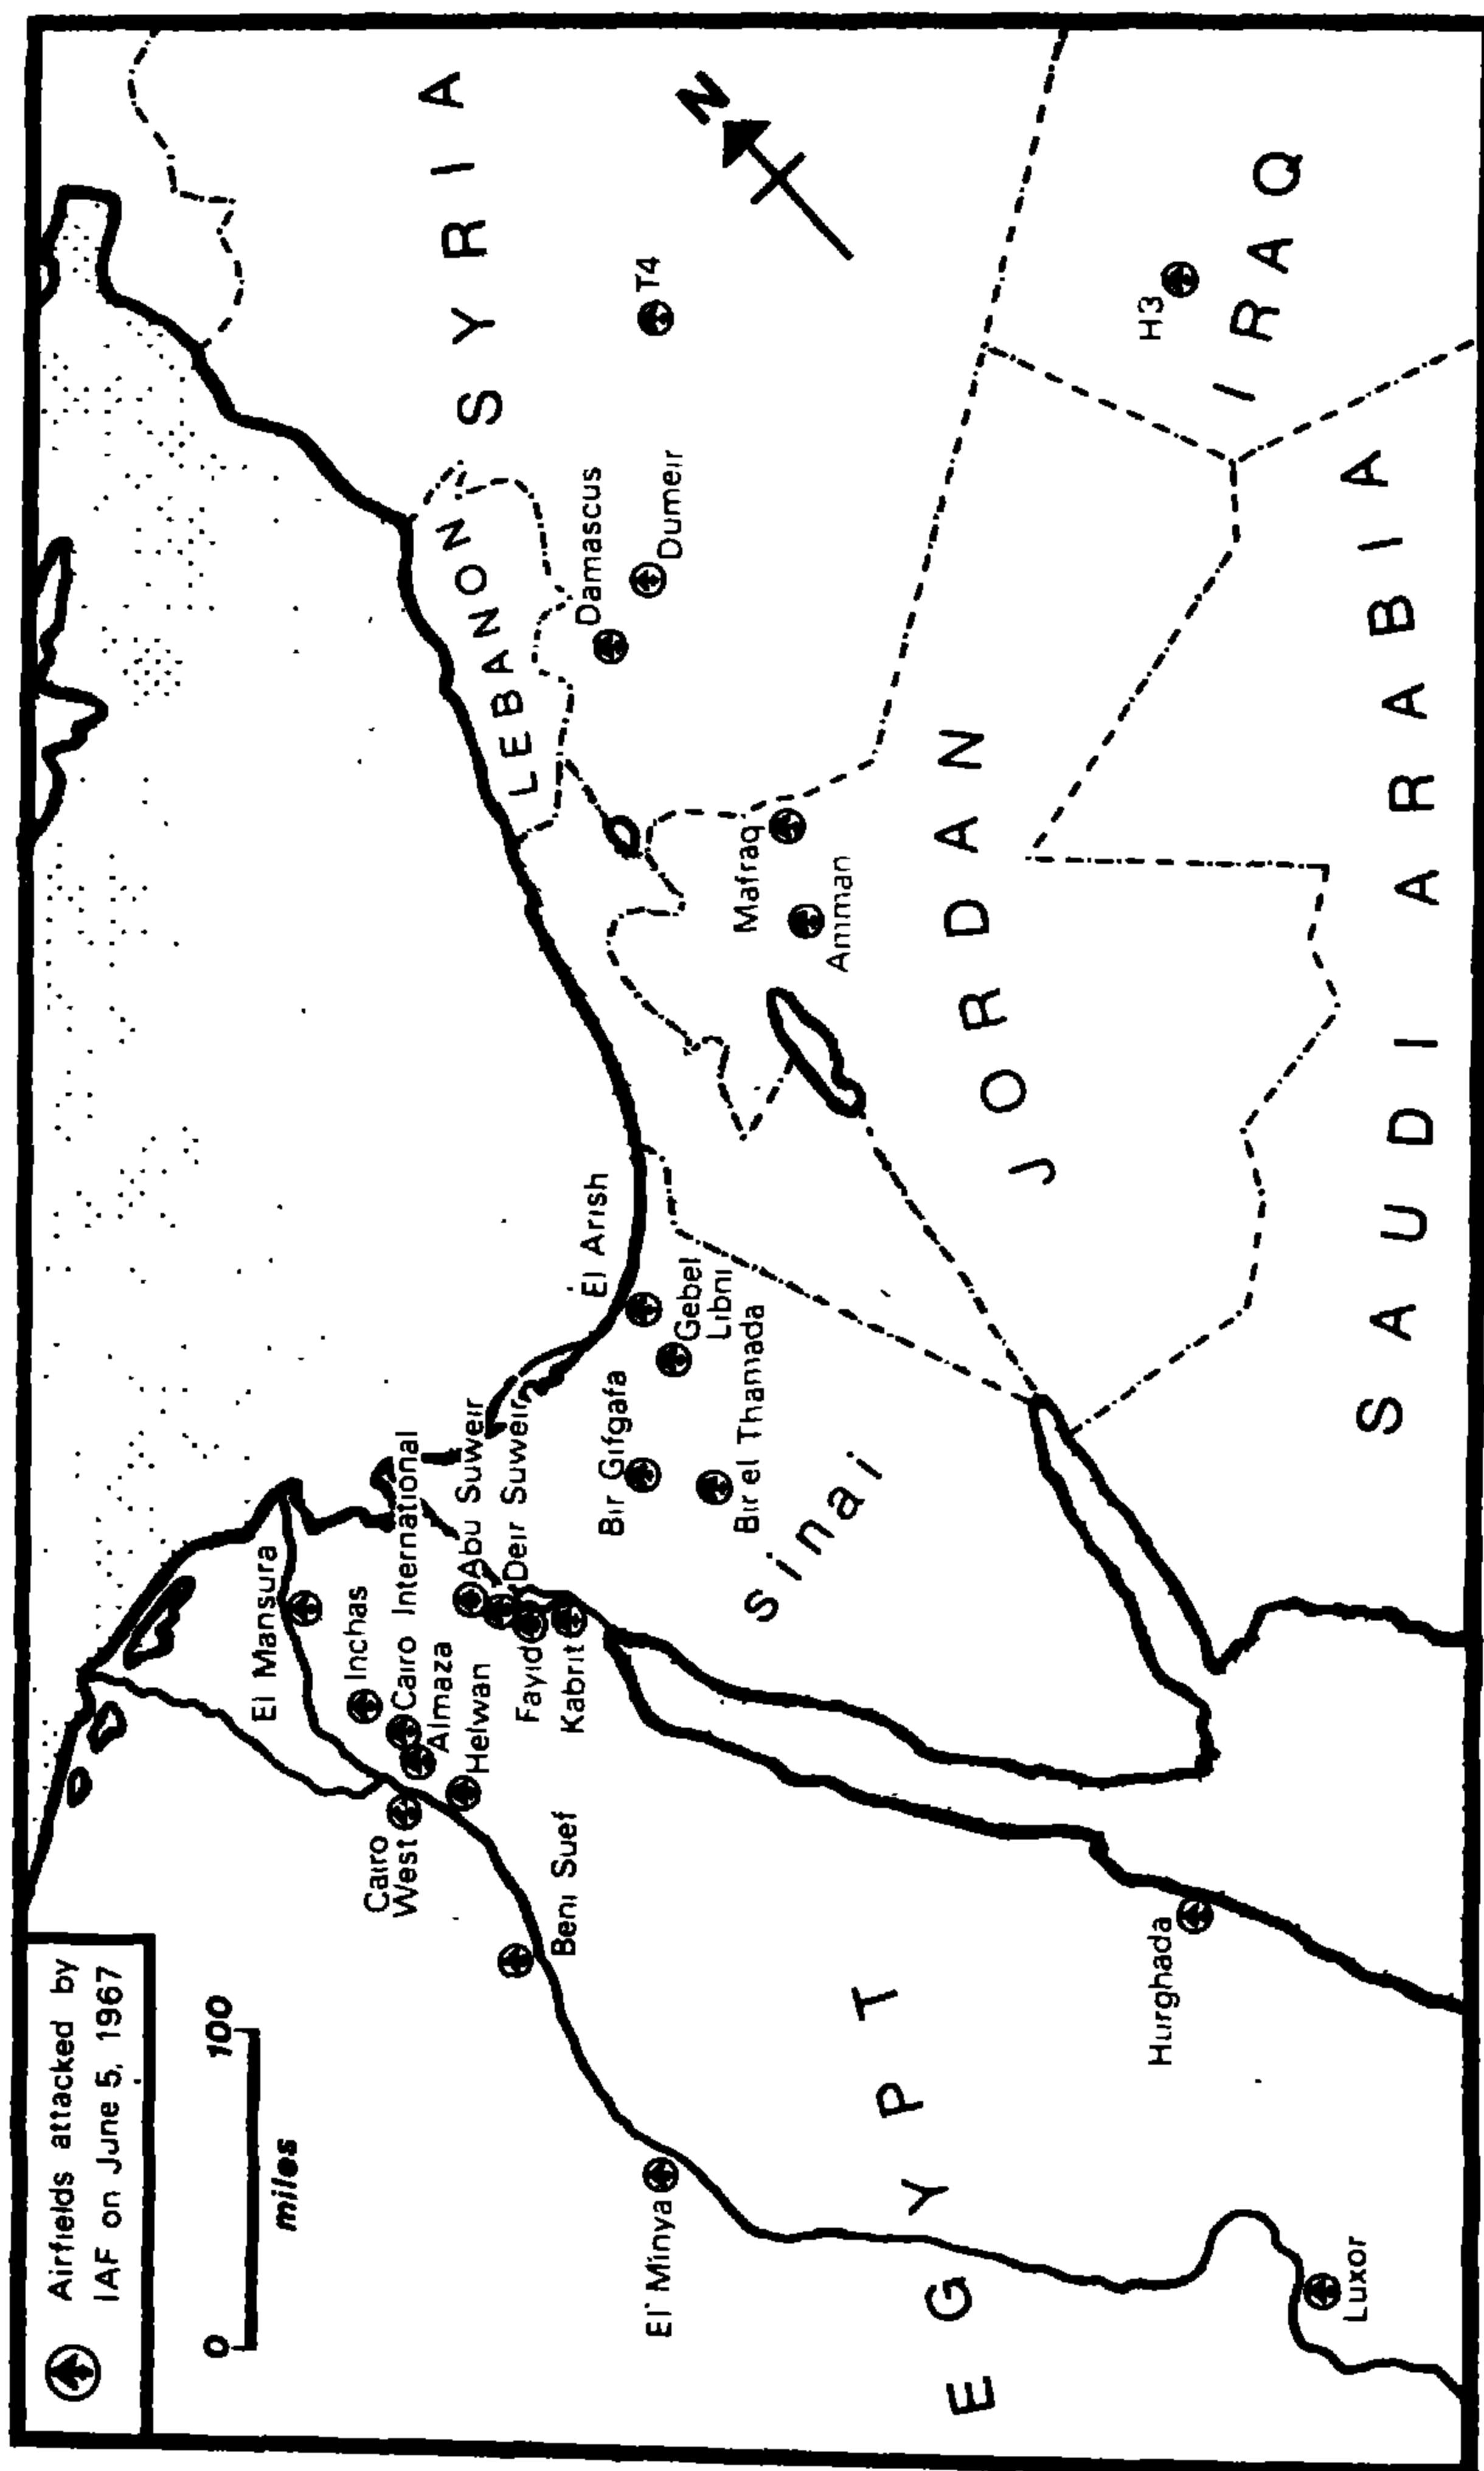 Airfields attacked by
IAF on June 5, 1967
0 100
miles
N
SYRIA
LEBANON
T4
Damascus
Dumeir
IRAQ
H3
JORDAN
Mafraq
Amman
SAUDI ARABIA
El Arish
Gebel
Libni
Bir Gifgafa
Bir el Thamada
Sinai
Abu Suweir
Deir Suweir
Fayid
Kabrit
El Mansura
Inchas
Cairo International
Almaza
Helwan
Cairo
West
Beni Suef
El Minya
EGYPT
Hurghada
Luxor